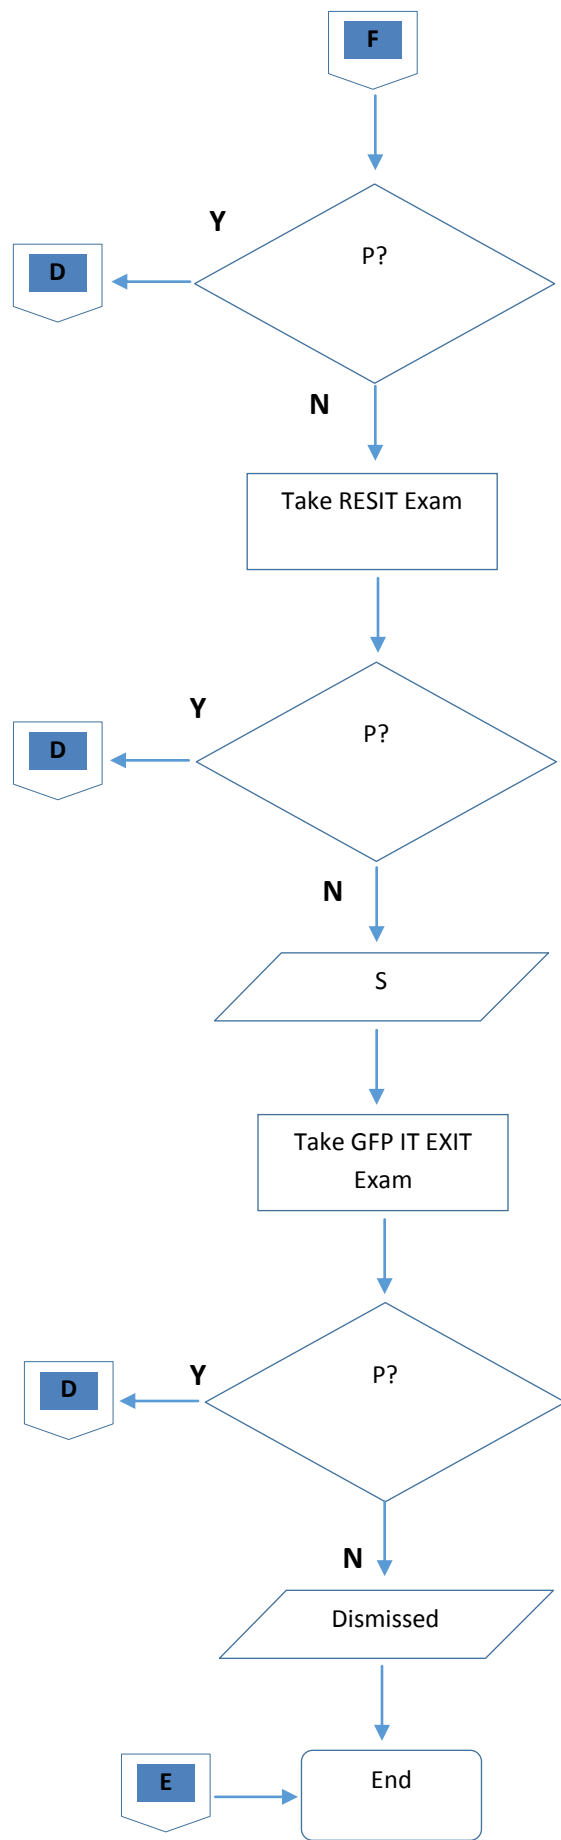 F
Y
P?
D
N
Take RESIT Exam
Y
P?
D
N
S
Take GFP IT EXIT
Exam
Y
P?
D
N
Dismissed
E
End